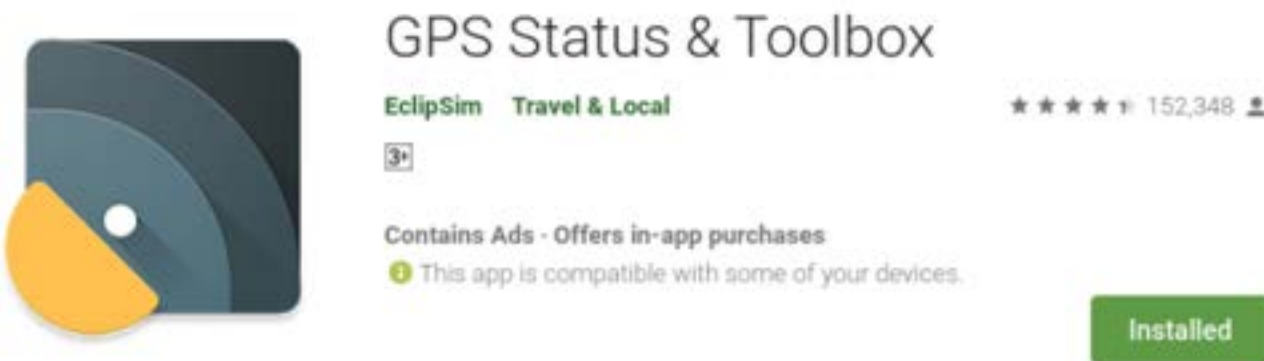 GPS Status & Toolbox
EclipSim Travel & Local 152,348
3+
Contains Ads · Offers in-app purchases
This app is compatible with some of your devices.
Installed